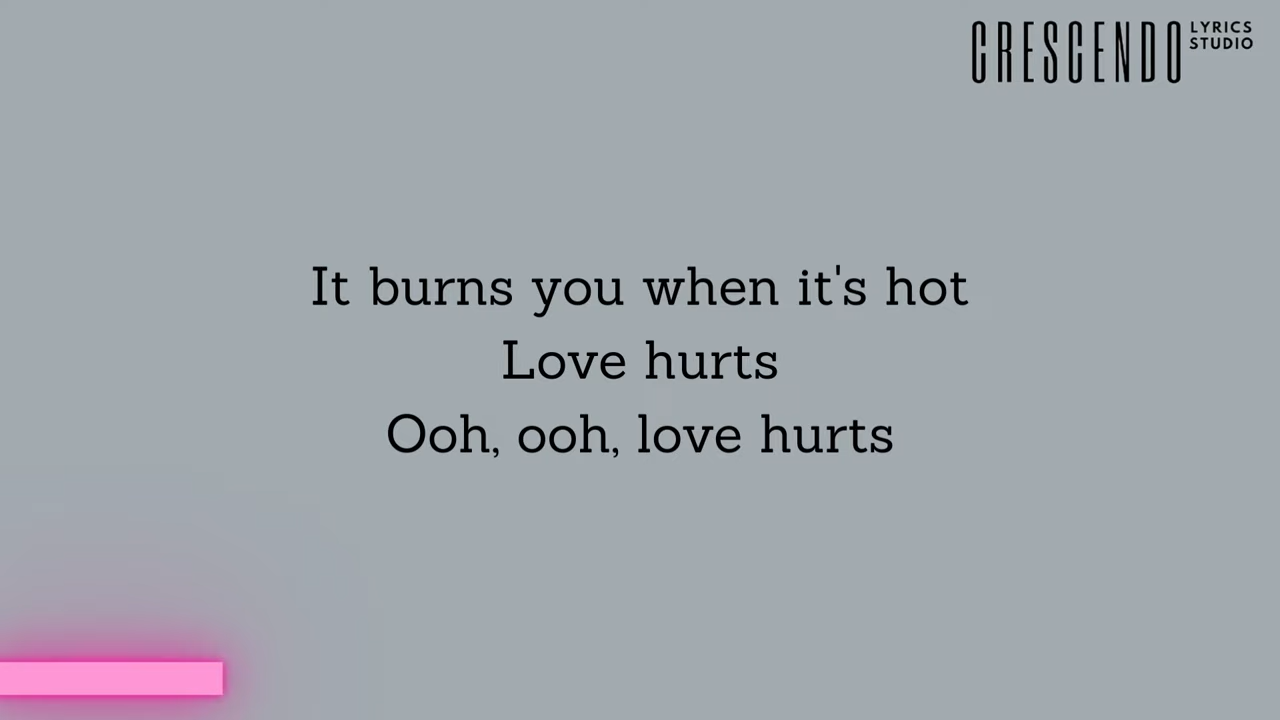 CRESCENDO LYRICS
STUDIO
It burns you when it's hot
Love hurts
Ooh, ooh, love hurts